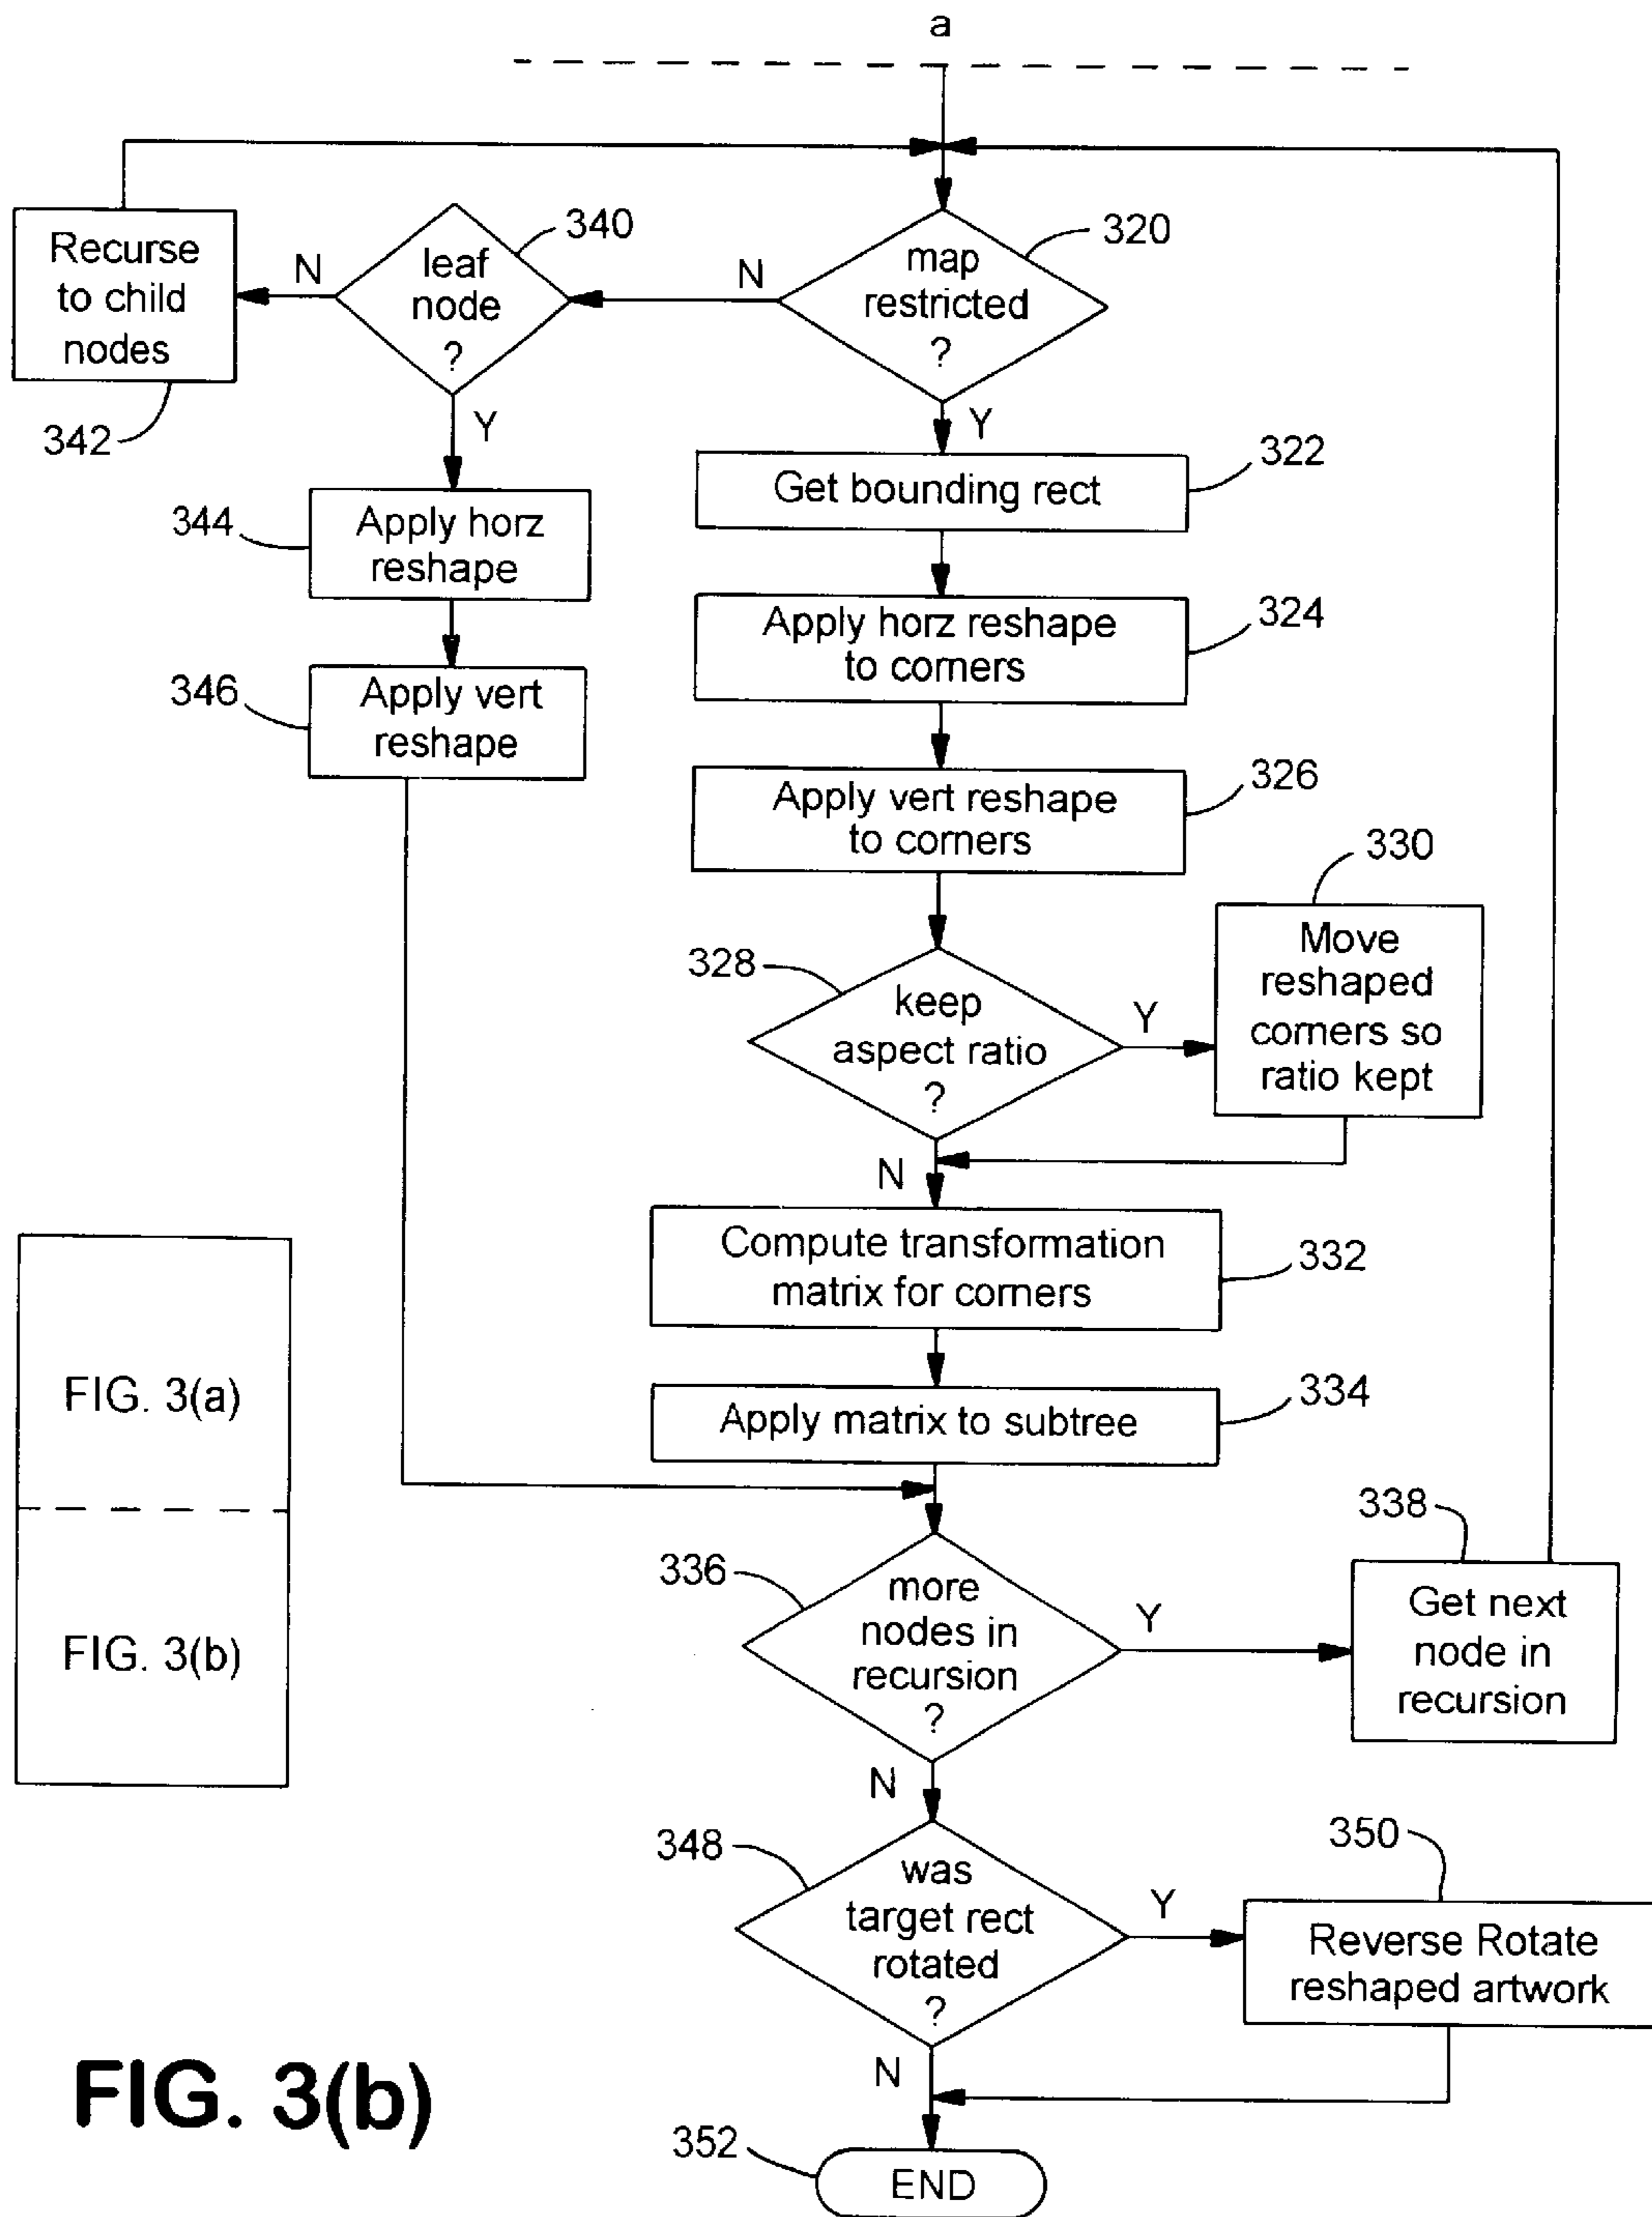 a
340
320
Recurse
to child
nodes
N
leaf
node
?
N
map
restricted
?
342
Y
Y
322
Get bounding rect
344
Apply horz
reshape
324
Apply horz reshape
to corners
346
Apply vert
reshape
326
Apply vert reshape
to corners
330
Move
reshaped
corners so
ratio kept
328
keep
aspect ratio
?
Y
N
Compute transformation
matrix for corners
332
334
Apply matrix to subtree
FIG. 3(a)
FIG. 3(b)
338
336
more
nodes in
recursion
?
Y
Get next
node in
recursion
N
348
350
was
target rect
rotated
?
Y
Reverse Rotate
reshaped artwork
N
FIG. 3(b)
352
END